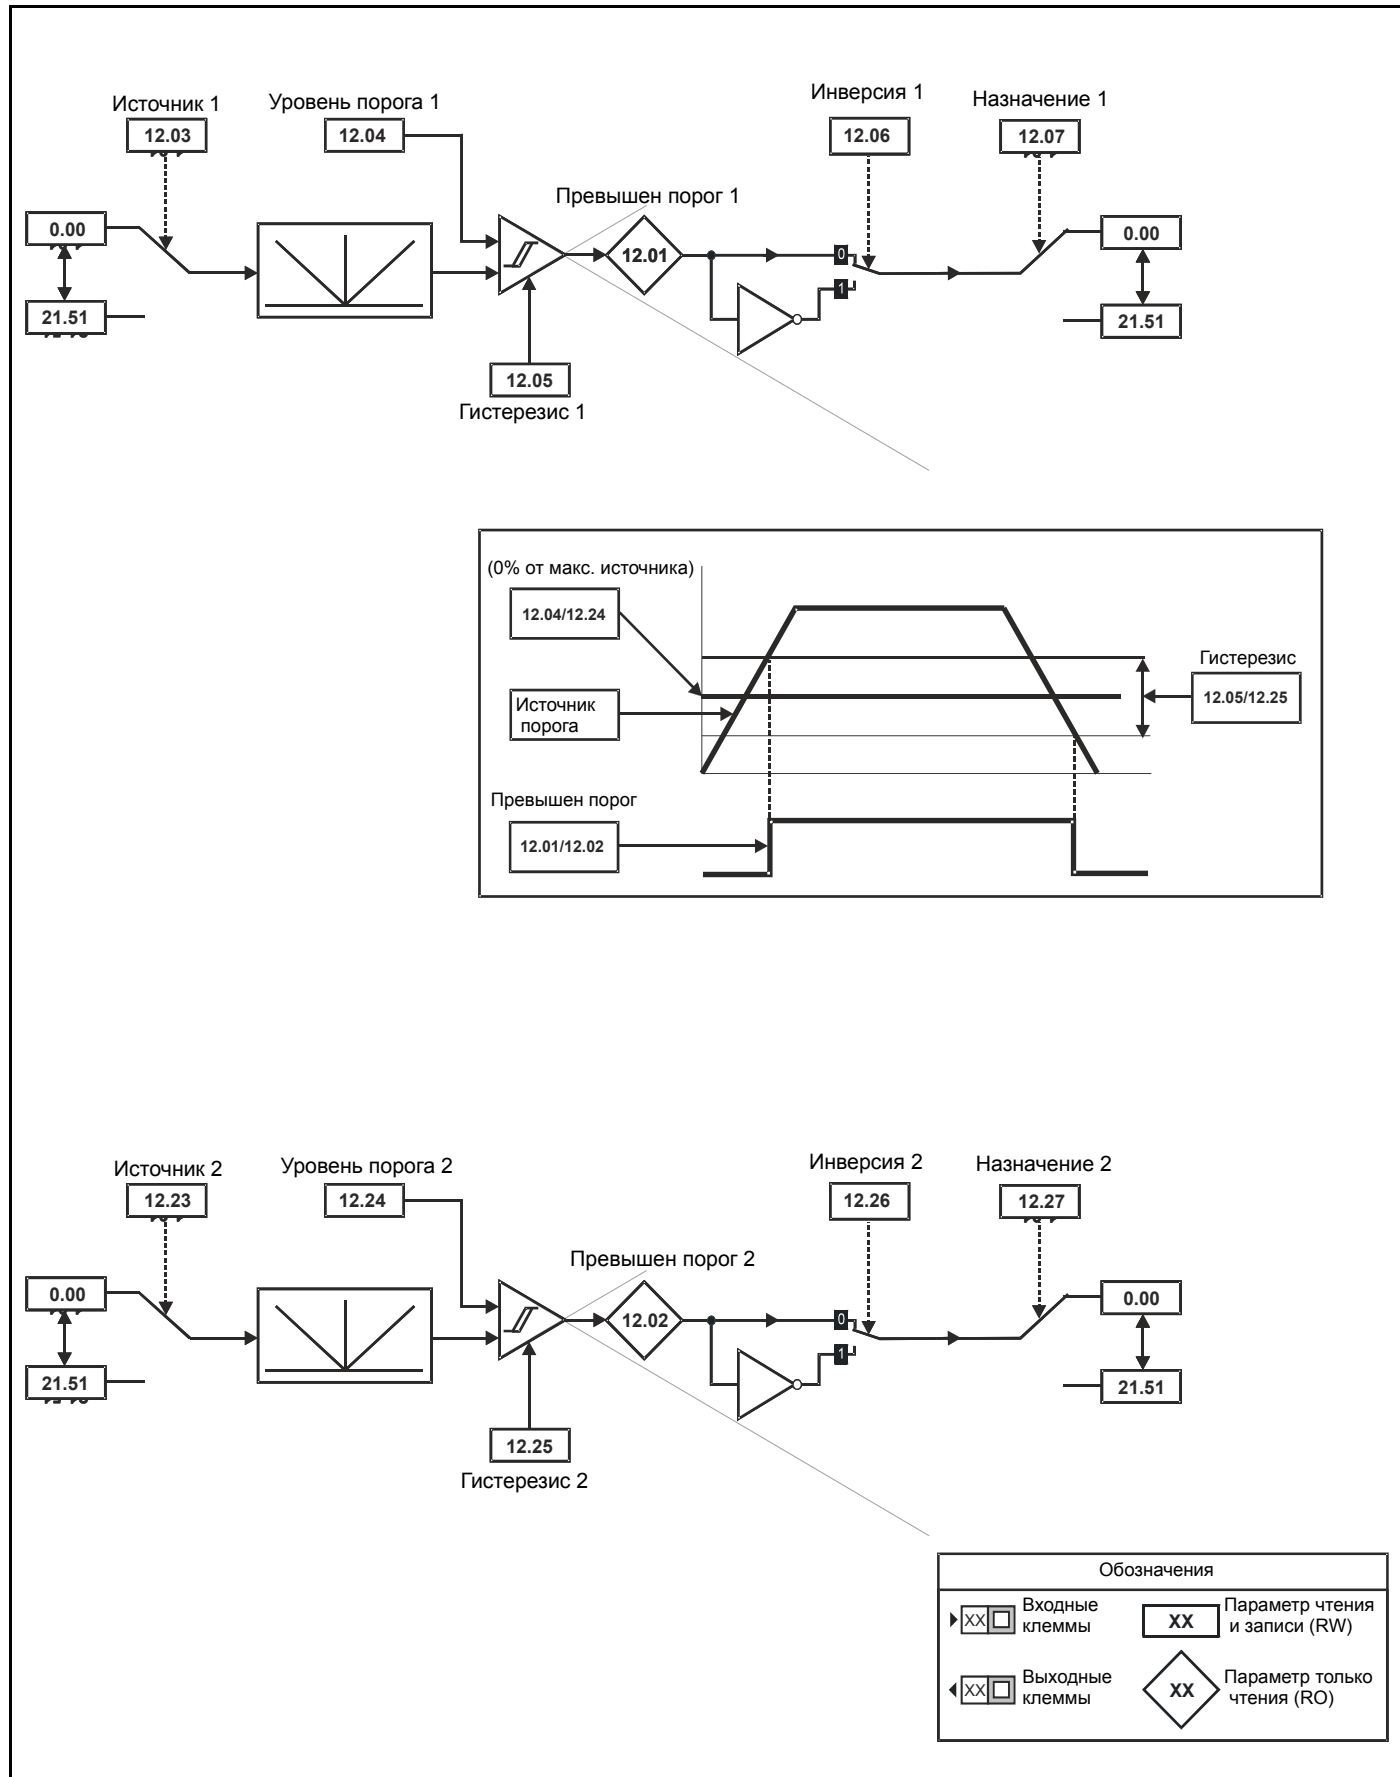 Источник 1
Уровень порога 1
Инверсия 1
Назначение 1
12.03
12.04
12.06
12.07
Превышен порог 1
0.00
0.00
12.01
0
1
21.51
21.51
12.05
Гистерезис 1
(0% от макс. источника)
12.04/12.24
Гистерезис
12.05/12.25
Источник
порога
Превышен порог
12.01/12.02
Источник 2
Уровень порога 2
Инверсия 2
Назначение 2
12.23
12.24
12.26
12.27
Превышен порог 2
0.00
0.00
12.02
0
1
21.51
21.51
12.25
Гистерезис 2
Обозначения
XX
Входные
клеммы
XX
Параметр чтения
и записи (RW)
XX
Выходные
клеммы
XX
Параметр только
чтения (RO)